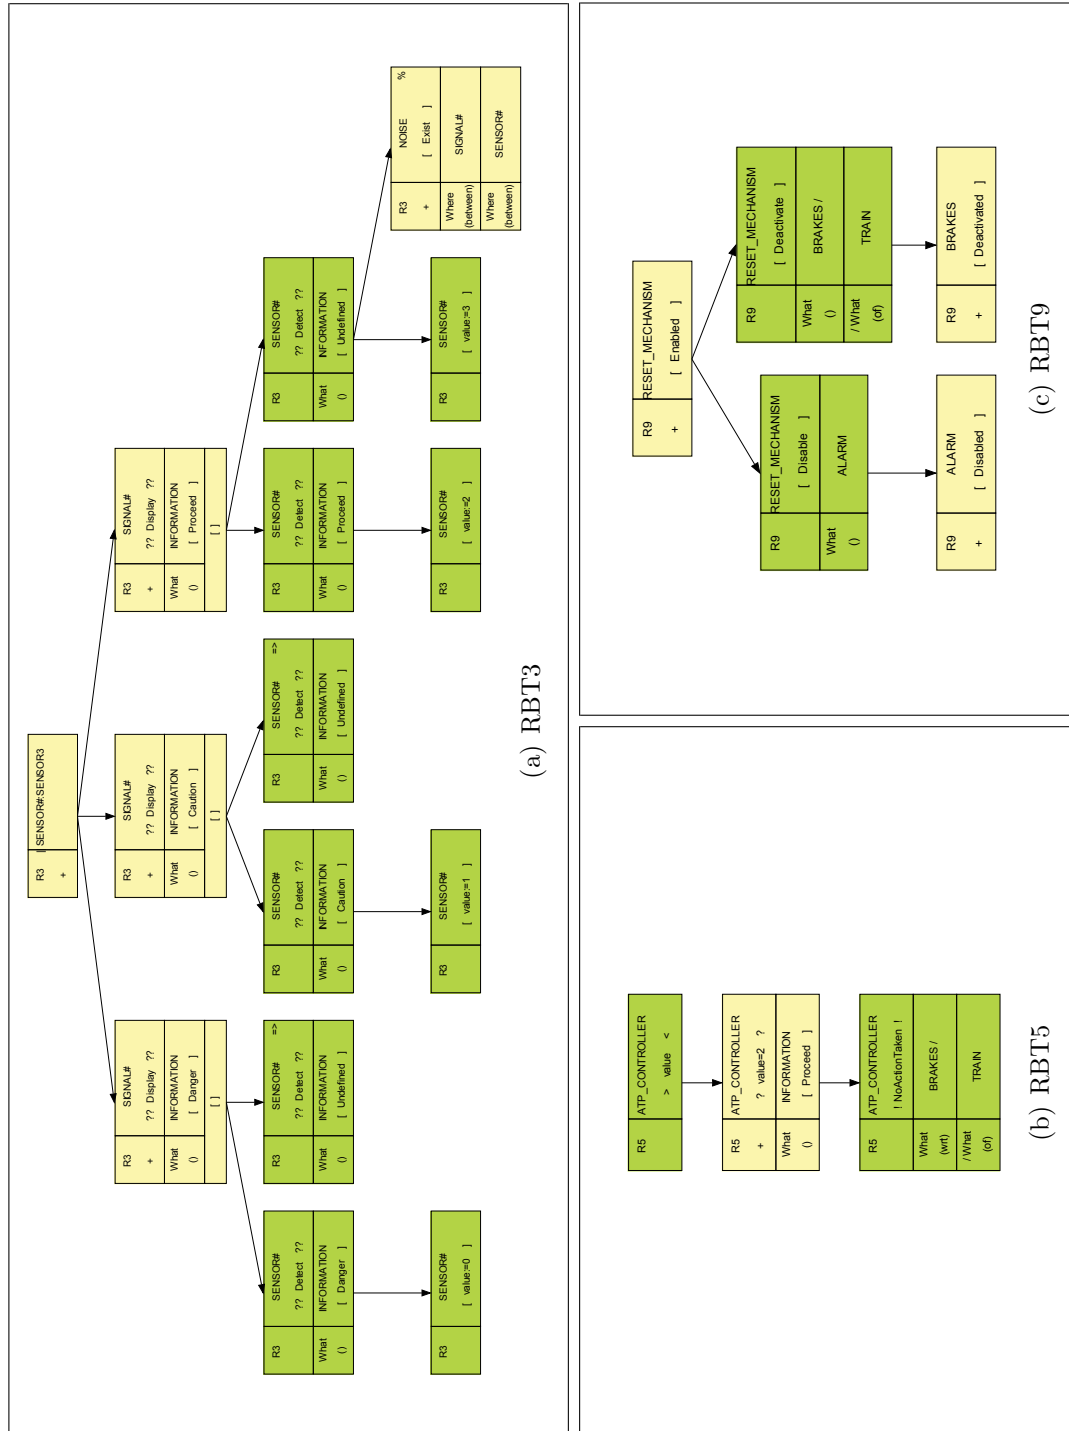 R3 [ SENSOR#:SENSOR3
+
R3 SIGNAL#
+ ?? Display ??
What INFORMATION
() [ Danger ]
[ ]
R3 SIGNAL#
+ ?? Display ??
What INFORMATION
() [ Caution ]
[ ]
R3 SIGNAL#
+ ?? Display ??
What INFORMATION
() [ Proceed ]
[ ]
R3 SENSOR#
?? Detect ??
What INFORMATION
() [ Danger ]
R3 SENSOR# =>
?? Detect ??
What INFORMATION
() [ Undefined ]
R3 SENSOR#
?? Detect ??
What INFORMATION
() [ Caution ]
R3 SENSOR# =>
?? Detect ??
What INFORMATION
() [ Undefined ]
R3 SENSOR#
?? Detect ??
What INFORMATION
() [ Proceed ]
R3 SENSOR#
?? Detect ??
What INFORMATION
() [ Undefined ]
R3 NOISE %
+ [ Exist ]
Where SIGNAL#
(between)
Where SENSOR#
(between)
R3 SENSOR#
[ value:=0 ]
R3 SENSOR#
[ value:=1 ]
R3 SENSOR#
[ value:=2 ]
R3 SENSOR#
[ value:=3 ]
(a) RBT3
R5 ATP_CONTROLLER
> value <
R5 ATP_CONTROLLER
+ ? value=2 ?
What INFORMATION
() [ Proceed ]
R5 ATP_CONTROLLER
! NoActionTaken !
What BRAKES /
(wrt)
/ What TRAIN
(of)
(b) RBT5
R9 RESET_MECHANISM
+ [ Enabled ]
R9 RESET_MECHANISM
[ Disable ]
What ALARM
()
R9 RESET_MECHANISM
[ Deactivate ]
What BRAKES /
()
/ What TRAIN
(of)
R9 ALARM
+ [ Disabled ]
R9 BRAKES
+ [ Deactivated ]
(c) RBT9